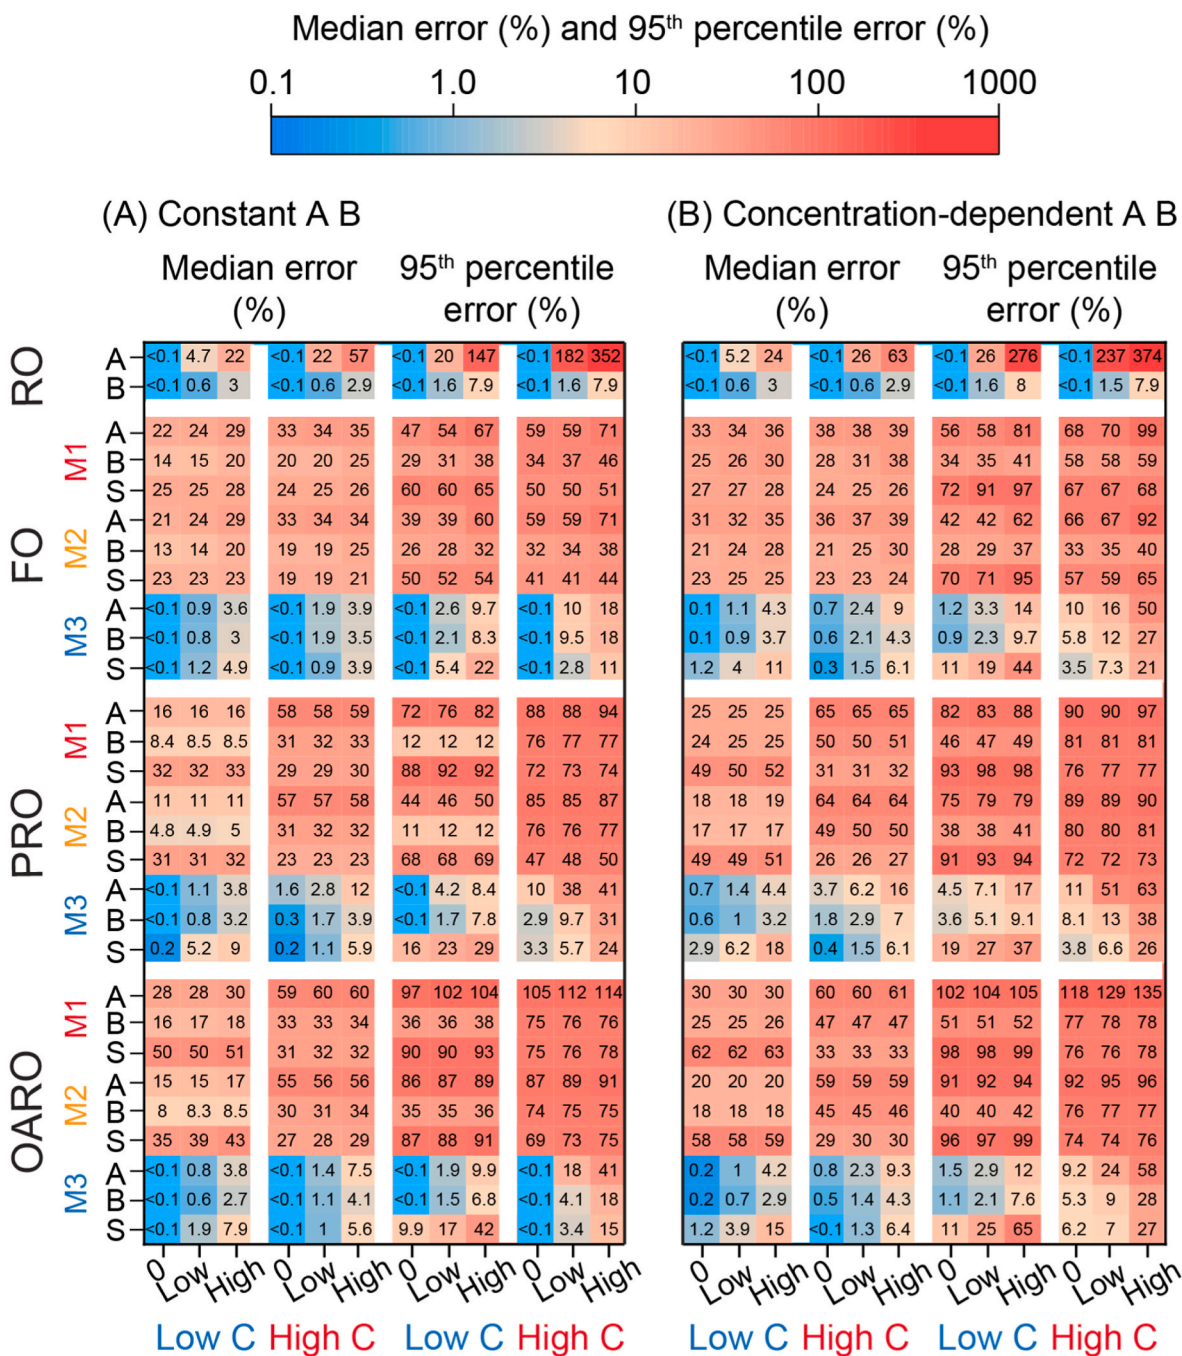 Median error (%) and 95th percentile error (%)
0.1 1.0 10 100 1000
(A) Constant A B (B) Concentration-dependent A B
Median error (%) 95th percentile error (%) Median error (%) 95th percentile error (%)
RO
A <0.1 4.7 22 <0.1 22 57 <0.1 20 147 <0.1 182 352 <0.1 5.2 24 <0.1 26 63 <0.1 26 276 <0.1 237 374
B <0.1 0.6 3 <0.1 0.6 2.9 <0.1 1.6 7.9 <0.1 1.6 7.9 <0.1 0.6 3 <0.1 0.6 2.9 <0.1 1.6 8 <0.1 1.5 7.9
FO
M1
A 22 24 29 33 34 35 47 54 67 59 59 71 33 34 36 38 38 39 56 58 81 68 70 99
B 14 15 20 20 20 25 29 31 38 34 37 46 25 26 30 28 31 38 34 35 41 58 58 59
S 25 25 28 24 25 26 60 60 65 50 50 51 27 27 28 24 25 26 72 91 97 67 67 68
M2
A 21 24 29 33 34 34 39 39 60 59 59 71 31 32 35 36 37 39 42 42 62 66 67 92
B 13 14 20 19 19 25 26 28 32 32 34 38 21 24 28 21 25 30 28 29 37 33 35 40
S 23 23 23 19 19 21 50 52 54 41 41 44 23 25 25 23 23 24 70 71 95 57 59 65
M3
A <0.1 0.9 3.6 <0.1 1.9 3.9 <0.1 2.6 9.7 <0.1 10 18 0.1 1.1 4.3 0.7 2.4 9 1.2 3.3 14 10 16 50
B <0.1 0.8 3 <0.1 1.9 3.5 <0.1 2.1 8.3 <0.1 9.5 18 0.1 0.9 3.7 0.6 2.1 4.3 0.9 2.3 9.7 5.8 12 27
S <0.1 1.2 4.9 <0.1 0.9 3.9 <0.1 5.4 22 <0.1 2.8 11 1.2 4 11 0.3 1.5 6.1 11 19 44 3.5 7.3 21
PRO
M1
A 16 16 16 58 58 59 72 76 82 88 88 94 25 25 25 65 65 65 82 83 88 90 90 97
B 8.4 8.5 8.5 31 32 33 12 12 12 76 77 77 24 25 25 50 50 51 46 47 49 81 81 81
S 32 32 33 29 29 30 88 92 92 72 73 74 49 50 52 31 31 32 93 98 98 76 77 77
M2
A 11 11 11 57 57 58 44 46 50 85 85 87 18 18 19 64 64 64 75 79 79 89 89 90
B 4.8 4.9 5 31 32 32 11 12 12 76 76 77 17 17 17 49 50 50 38 38 41 80 80 81
S 31 31 32 23 23 23 68 68 69 47 48 50 49 49 51 26 26 27 91 93 94 72 72 73
M3
A <0.1 1.1 3.8 1.6 2.8 12 <0.1 4.2 8.4 10 38 41 0.7 1.4 4.4 3.7 6.2 16 4.5 7.1 17 11 51 63
B <0.1 0.8 3.2 0.3 1.7 3.9 <0.1 1.7 7.8 2.9 9.7 31 0.6 1 3.2 1.8 2.9 7 3.6 5.1 9.1 8.1 13 38
S 0.2 5.2 9 0.2 1.1 5.9 16 23 29 3.3 5.7 24 2.9 6.2 18 0.4 1.5 6.1 19 27 37 3.8 6.6 26
OARO
M1
A 28 28 30 59 60 60 97 102 104 105 112 114 30 30 30 60 60 61 102 104 105 118 129 135
B 16 17 18 33 33 34 36 36 38 75 76 76 25 25 26 47 47 47 51 51 52 77 78 78
S 50 50 51 31 32 32 90 90 93 75 76 78 62 62 63 33 33 33 98 98 99 76 76 78
M2
A 15 15 17 55 56 56 86 87 89 87 89 91 20 20 20 59 59 59 91 92 94 92 95 96
B 8 8.3 8.5 30 31 34 35 35 36 74 75 75 18 18 18 45 45 46 40 40 42 76 77 77
S 35 39 43 27 28 29 87 88 91 69 73 75 58 58 59 29 30 30 96 97 99 74 74 76
M3
A <0.1 0.8 3.8 <0.1 1.4 7.5 <0.1 1.9 9.9 <0.1 18 41 0.2 1 4.2 0.8 2.3 9.3 1.5 2.9 12 9.2 24 58
B <0.1 0.6 2.7 <0.1 1.1 4.1 <0.1 1.5 6.8 <0.1 4.1 18 0.2 0.7 2.9 0.5 1.4 4.3 1.1 2.1 7.6 5.3 9 28
S <0.1 1.9 7.9 <0.1 1 5.6 9.9 17 42 <0.1 3.4 15 1.2 3.9 15 <0.1 1.3 6.4 11 25 65 6.2 7 27
0 Low High 0 Low High 0 Low High 0 Low High 0 Low High 0 Low High 0 Low High 0 Low High
Low C High C Low C High C Low C High C Low C High C